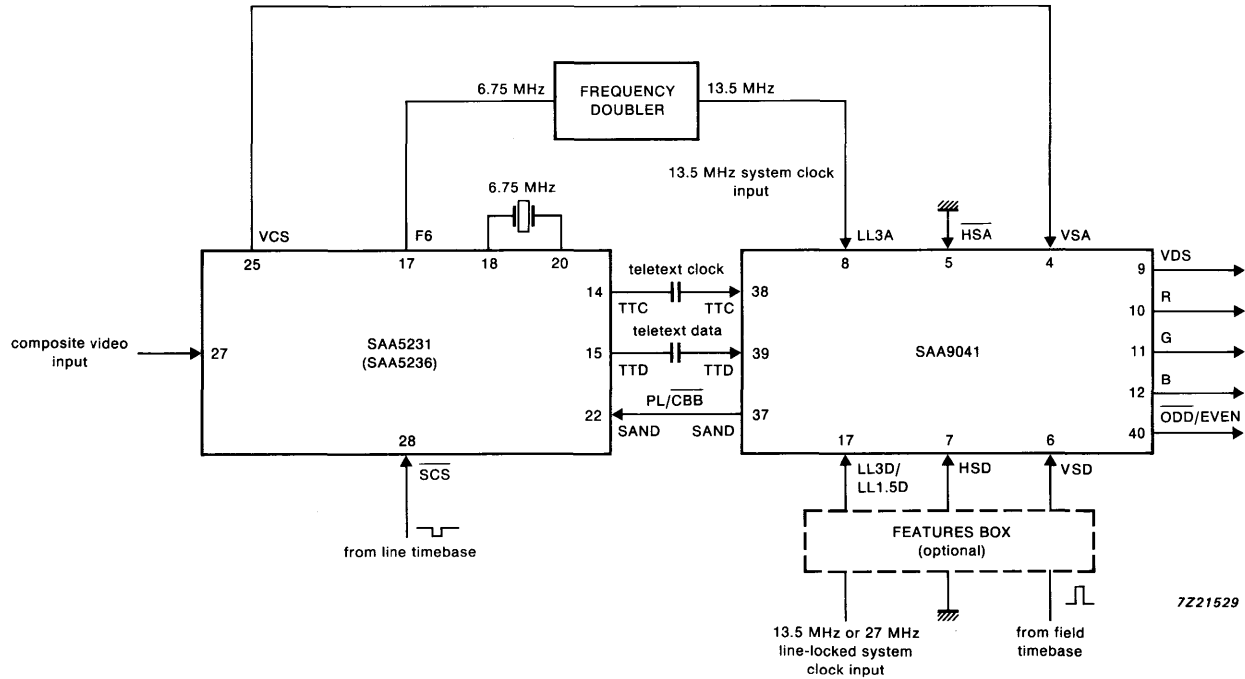 6.75 MHz
FREQUENCY
DOUBLER
13.5 MHz
13.5 MHz system clock
input
6.75 MHz
VCS
F6
LL3A
HSA
VSA
25
17
18
20
8
5
4
VDS
9
teletext clock
14
TTC
TTC
38
R
10
teletext data
composite video
input
27
SAA5231
(SAA5236)
15
TTD
TTD
39
SAA9041
G
11
B
12
PL/CBB
22
SAND
SAND
37
ODD/EVEN
40
28
17
7
6
SCS
LL3D/
LL1.5D
HSD
VSD
from line timebase
FEATURES BOX
(optional)
13.5 MHz or 27 MHz
line-locked system
clock input
from field
timebase
7Z21529